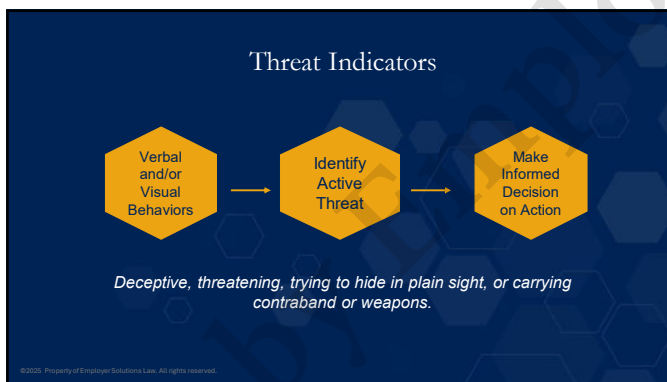 Threat Indicators
Verbal
and/or
Visual
Behaviors
Identify
Active
Threat
Make
Informed
Decision
on Action
Deceptive, threatening, trying to hide in plain sight, or carrying
contraband or weapons.
©2025 Property of Employer Solutions Law. All rights reserved.